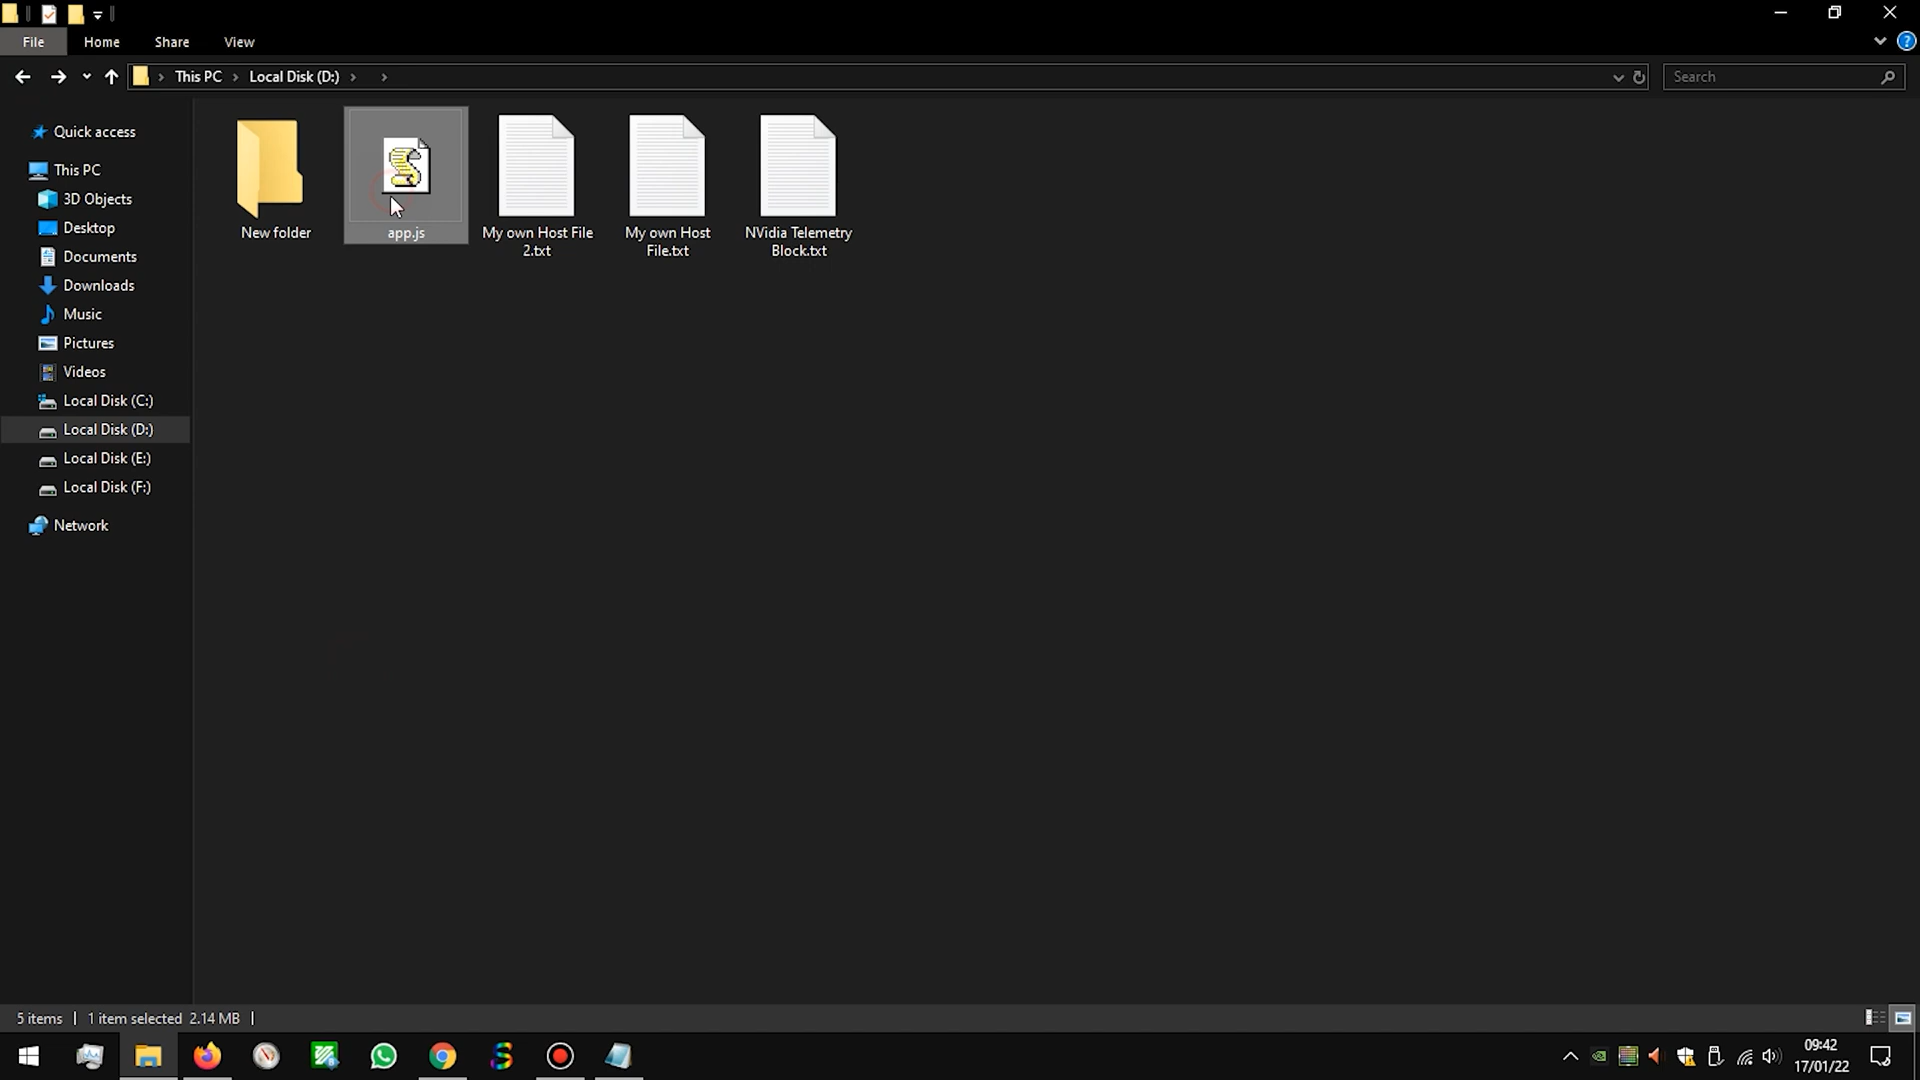 File Home Share View
This PC Local Disk (D:) Search
Quick access
This PC
3D Objects
Desktop
Documents
Downloads
Music
Pictures
Videos
Local Disk (C:)
Local Disk (D:)
Local Disk (E:)
Local Disk (F:)
Network
New folder
app.js
My own Host File
2.txt
My own Host
File.txt
NVidia Telemetry
Block.txt
5 items 1 item selected 2.14 MB
09:42
17/01/22